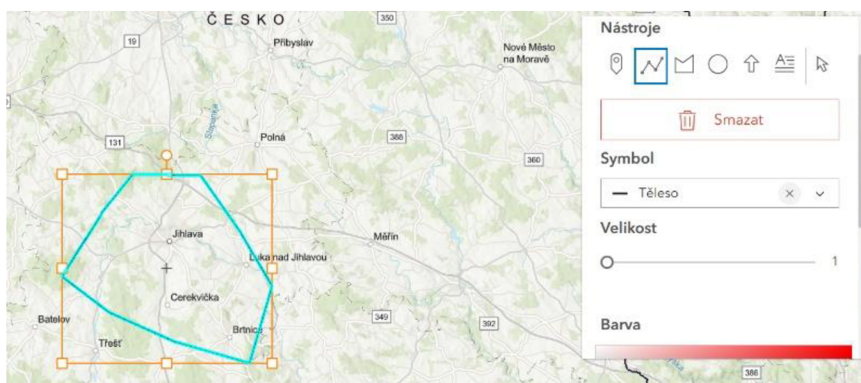 ČESKO
350
19
Přibyslav
Nové Město
na Moravě
Šlapanka
Polná
388
131
360
Jihlava
Měřín
Luka nad Jihlavou
Cerekvička
349
392
Batelov
Brtnice
Třešť
388
Nástroje
Smazat
Symbol
Těleso
Velikost
1
Barva